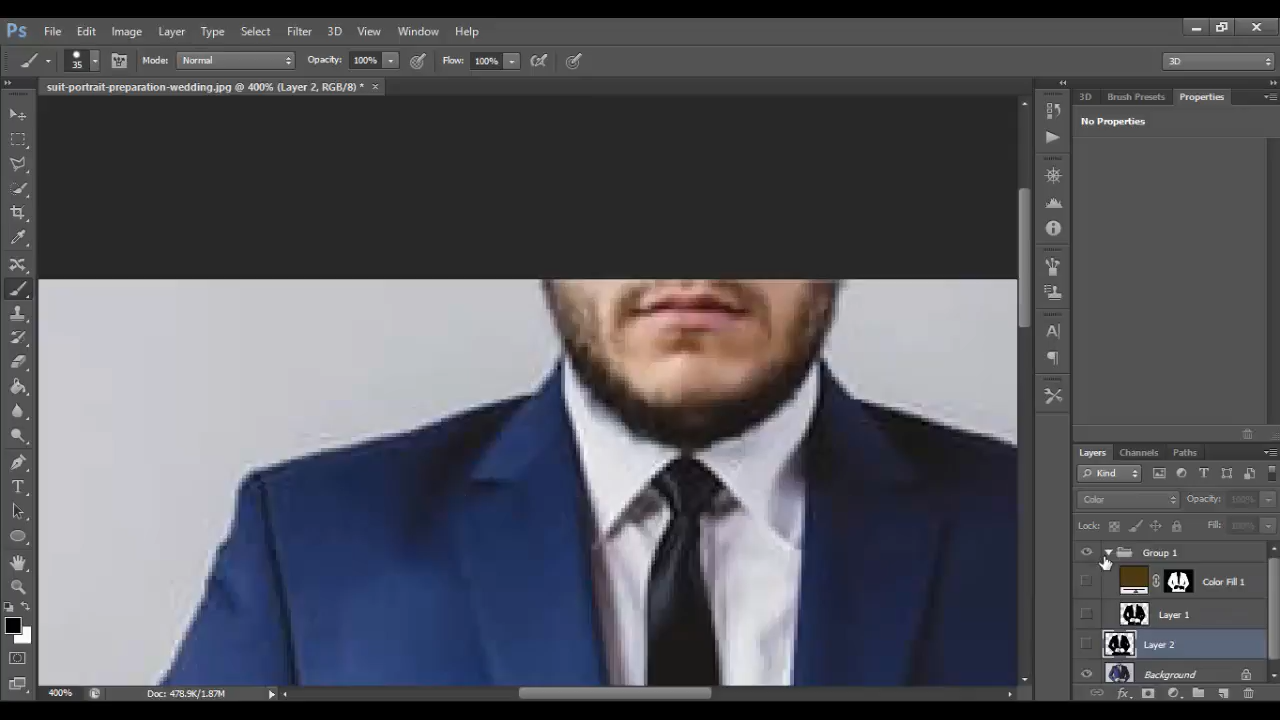 Ps File Edit Image Layer Type Select Filter 3D View Window Help
35 Mode: Normal Opacity: 100% Flow: 100% 3D
suit-portrait-preparation-wedding.jpg @ 400% (Layer 2, RGB/8) * ×
3D Brush Presets Properties
No Properties
Layers Channels Paths
Kind
Color Opacity: 100%
Lock: Fill: 100%
Group 1
Color Fill 1
Layer 1
Layer 2
Background
400% Doc: 478.9K/1.87M